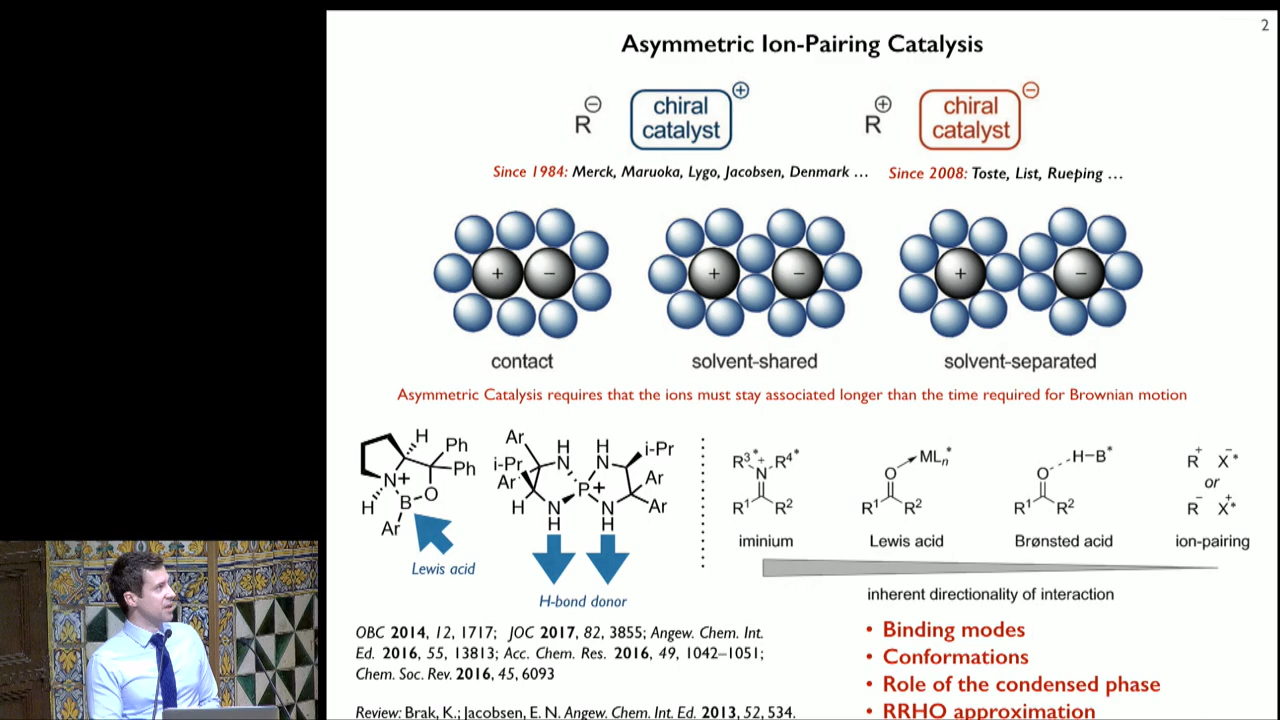 2
Asymmetric Ion-Pairing Catalysis
R ⊖ chiral catalyst ⊕ R ⊕ chiral catalyst ⊖
Since 1984: Merck, Maruoka, Lygo, Jacobsen, Denmark … Since 2008: Toste, List, Rueping …
+ − + − + −
contact solvent-shared solvent-separated
Asymmetric Catalysis requires that the ions must stay associated longer than the time required for Brownian motion
H Ph Ph N+ B O H Ar
Lewis acid
Ar H H i-Pr i-Pr N N Ar Ar P+ Ar H N N H H
H-bond donor
R³* + R⁴* N R¹ R²
iminium
O MLn* R¹ R²
Lewis acid
O H–B* R¹ R²
Brønsted acid
R+ X−*
or
R− X+*
ion-pairing
inherent directionality of interaction
OBC 2014, 12, 1717; JOC 2017, 82, 3855; Angew. Chem. Int.
Ed. 2016, 55, 13813; Acc. Chem. Res. 2016, 49, 1042–1051;
Chem. Soc. Rev. 2016, 45, 6093
Review: Brak, K.; Jacobsen, E. N. Angew. Chem. Int. Ed. 2013, 52, 534.
• Binding modes
• Conformations
• Role of the condensed phase
• RRHO approximation